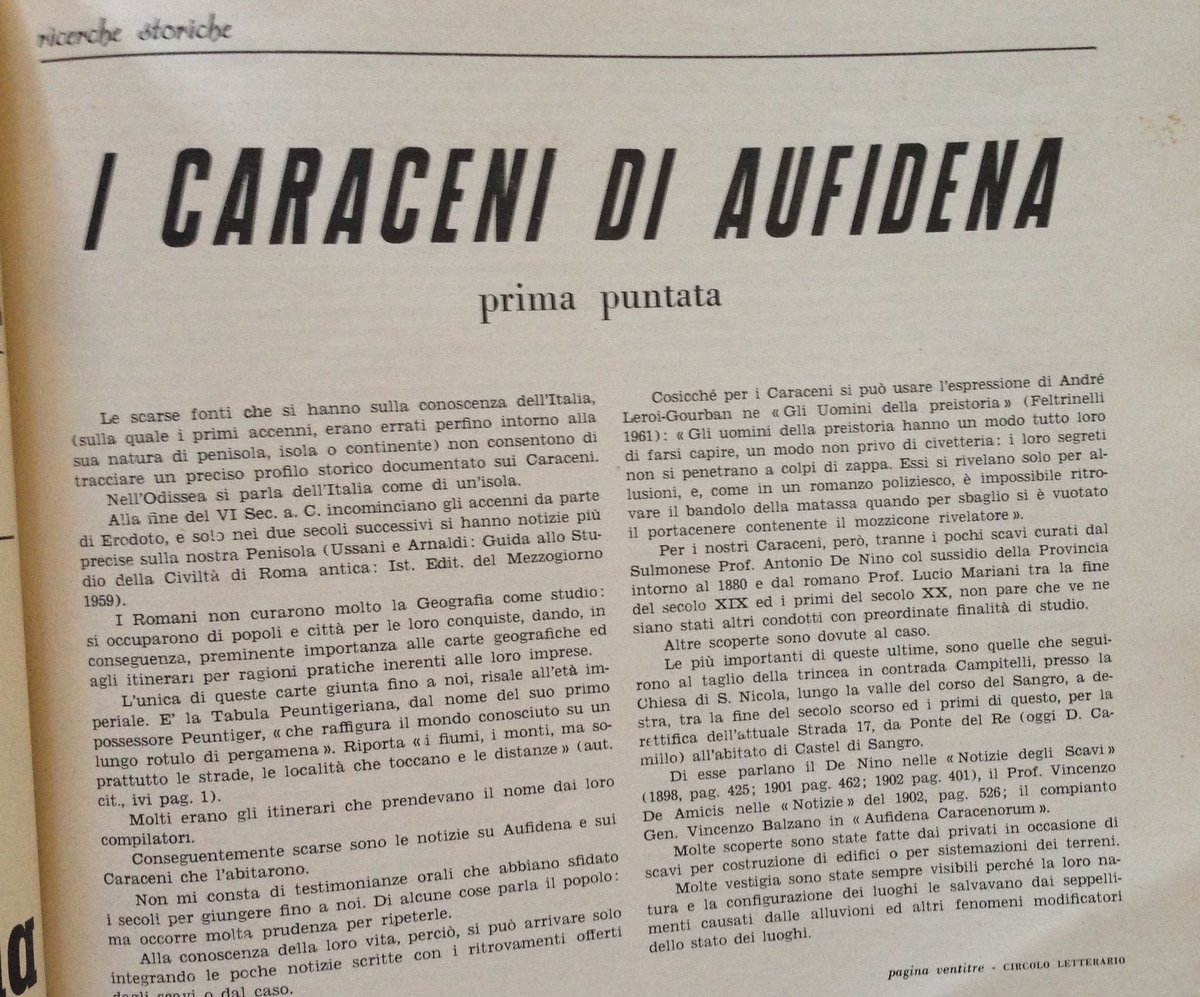 ricerche storiche
I CARACENI DI AUFIDENA
prima puntata
Le scarse fonti che si hanno sulla conoscenza dell'Italia,
(sulla quale i primi accenni, erano errati perfino intorno alla
sua natura di penisola, isola o continente) non consentono di
tracciare un preciso profilo storico documentato sui Caraceni.
Nell'Odissea si parla dell'Italia come di un'isola.
Alla fine del VI Sec. a. C. incominciano gli accenni da parte
di Erodoto, e solo nei due secoli successivi si hanno notizie più
precise sulla nostra Penisola (Ussani e Arnaldi: Guida allo Stu-
dio della Civiltà di Roma antica: Ist. Edit. del Mezzogiorno
1959).
I Romani non curarono molto la Geografia come studio:
si occuparono di popoli e città per le loro conquiste, dando, in
conseguenza, preminente importanza alle carte geografiche ed
agli itinerari per ragioni pratiche inerenti alle loro imprese.
L'unica di queste carte giunta fino a noi, risale all'età im-
periale. E' la Tabula Peuntigeriana, dal nome del suo primo
possessore Peuntiger, « che raffigura il mondo conosciuto su un
lungo rotulo di pergamena ». Riporta « i fiumi, i monti, ma so-
prattutto le strade, le località che toccano e le distanze » (aut.
cit., ivi pag. 1).
Molti erano gli itinerari che prendevano il nome dai loro
compilatori.
Conseguentemente scarse sono le notizie su Aufidena e sui
Caraceni che l'abitarono.
Non mi consta di testimonianze orali che abbiano sfidato
i secoli per giungere fino a noi. Di alcune cose parla il popolo:
ma occorre molta prudenza per ripeterle.
Alla conoscenza della loro vita, perciò, si può arrivare solo
integrando le poche notizie scritte con i ritrovamenti offerti
dagli scavi o dal caso.
Cosicché per i Caraceni si può usare l'espressione di André
Leroi-Gourban ne « Gli Uomini della preistoria » (Feltrinelli
1961): « Gli uomini della preistoria hanno un modo tutto loro
di farsi capire, un modo non privo di civetteria: i loro segreti
non si penetrano a colpi di zappa. Essi si rivelano solo per al-
lusioni, e, come in un romanzo poliziesco, è impossibile ritro-
vare il bandolo della matassa quando per sbaglio si è vuotato
il portacenere contenente il mozzicone rivelatore ».
Per i nostri Caraceni, però, tranne i pochi scavi curati dal
Sulmonese Prof. Antonio De Nino col sussidio della Provincia
intorno al 1880 e dal romano Prof. Lucio Mariani tra la fine
del secolo XIX ed i primi del secolo XX, non pare che ve ne
siano stati altri condotti con preordinate finalità di studio.
Altre scoperte sono dovute al caso.
Le più importanti di queste ultime, sono quelle che segui-
rono al taglio della trincea in contrada Campitelli, presso la
Chiesa di S. Nicola, lungo la valle del corso del Sangro, a de-
stra, tra la fine del secolo scorso ed i primi di questo, per la
rettifica dell'attuale Strada 17, da Ponte del Re (oggi D. Ca-
millo) all'abitato di Castel di Sangro.
Di esse parlano il De Nino nelle « Notizie degli Scavi »
(1898, pag. 425; 1901 pag. 462; 1902 pag. 401), il Prof. Vincenzo
De Amicis nelle « Notizie » del 1902, pag. 526; il compianto
Gen. Vincenzo Balzano in « Aufidena Caracenorum ».
Molte scoperte sono state fatte dai privati in occasione di
scavi per costruzione di edifici o per sistemazioni dei terreni.
Molte vestigia sono state sempre visibili perché la loro na-
tura e la configurazione dei luoghi le salvavano dai seppelli-
menti causati dalle alluvioni ed altri fenomeni modificatori
dello stato dei luoghi.
pagina ventitre - CIRCOLO LETTERARIO